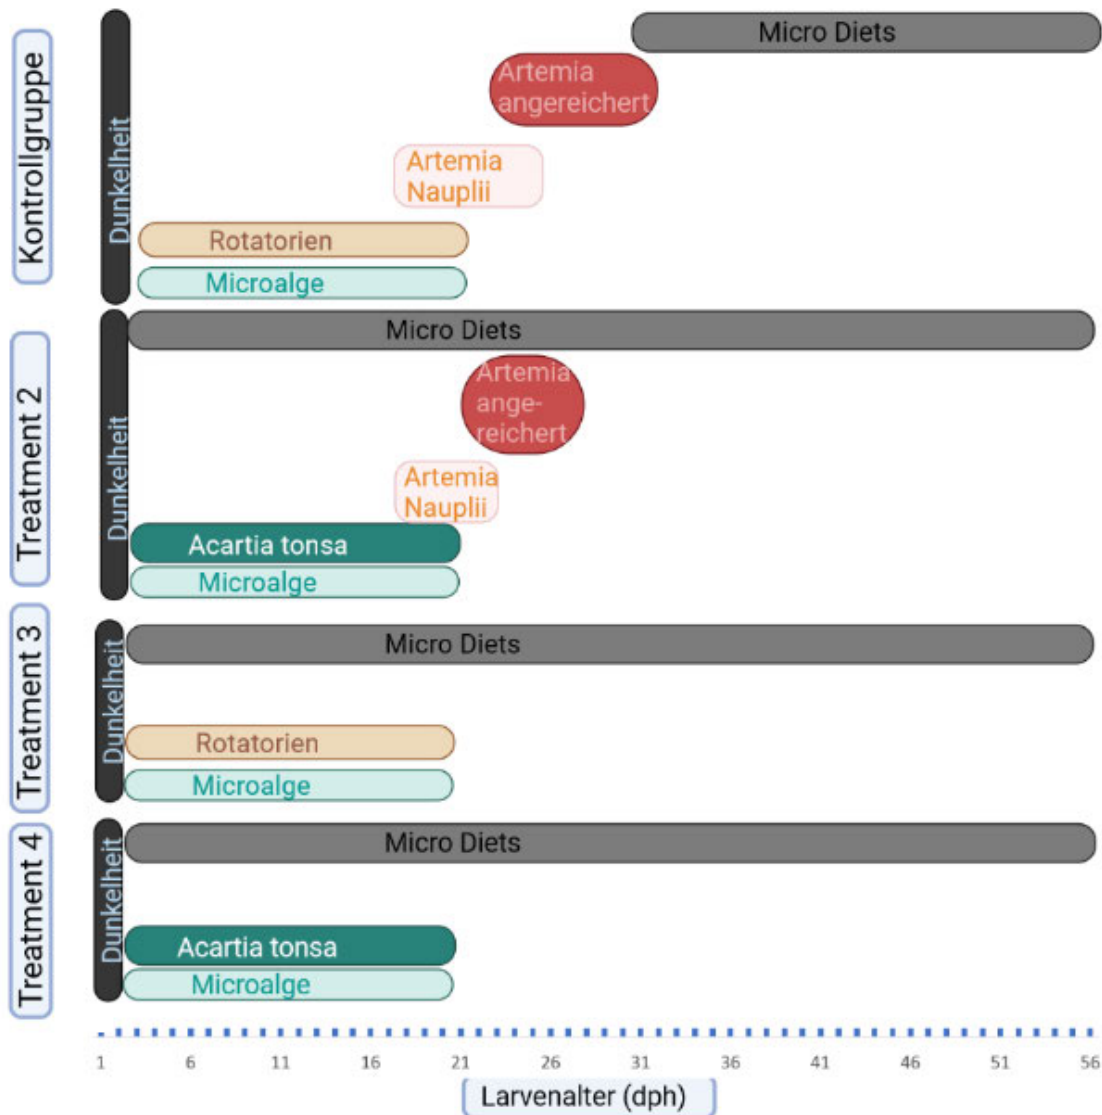 Kontrollgruppe
Dunkelheit
Micro Diets
Artemia
angereichert
Artemia
Nauplii
Rotatorien
Microalge
Treatment 2
Dunkelheit
Micro Diets
Artemia
ange-
reichert
Artemia
Nauplii
Acartia tonsa
Microalge
Treatment 3
Dunkelheit
Micro Diets
Rotatorien
Microalge
Treatment 4
Dunkelheit
Micro Diets
Acartia tonsa
Microalge
1 6 11 16 21 26 31 36 41 46 51 56
Larvenalter (dph)